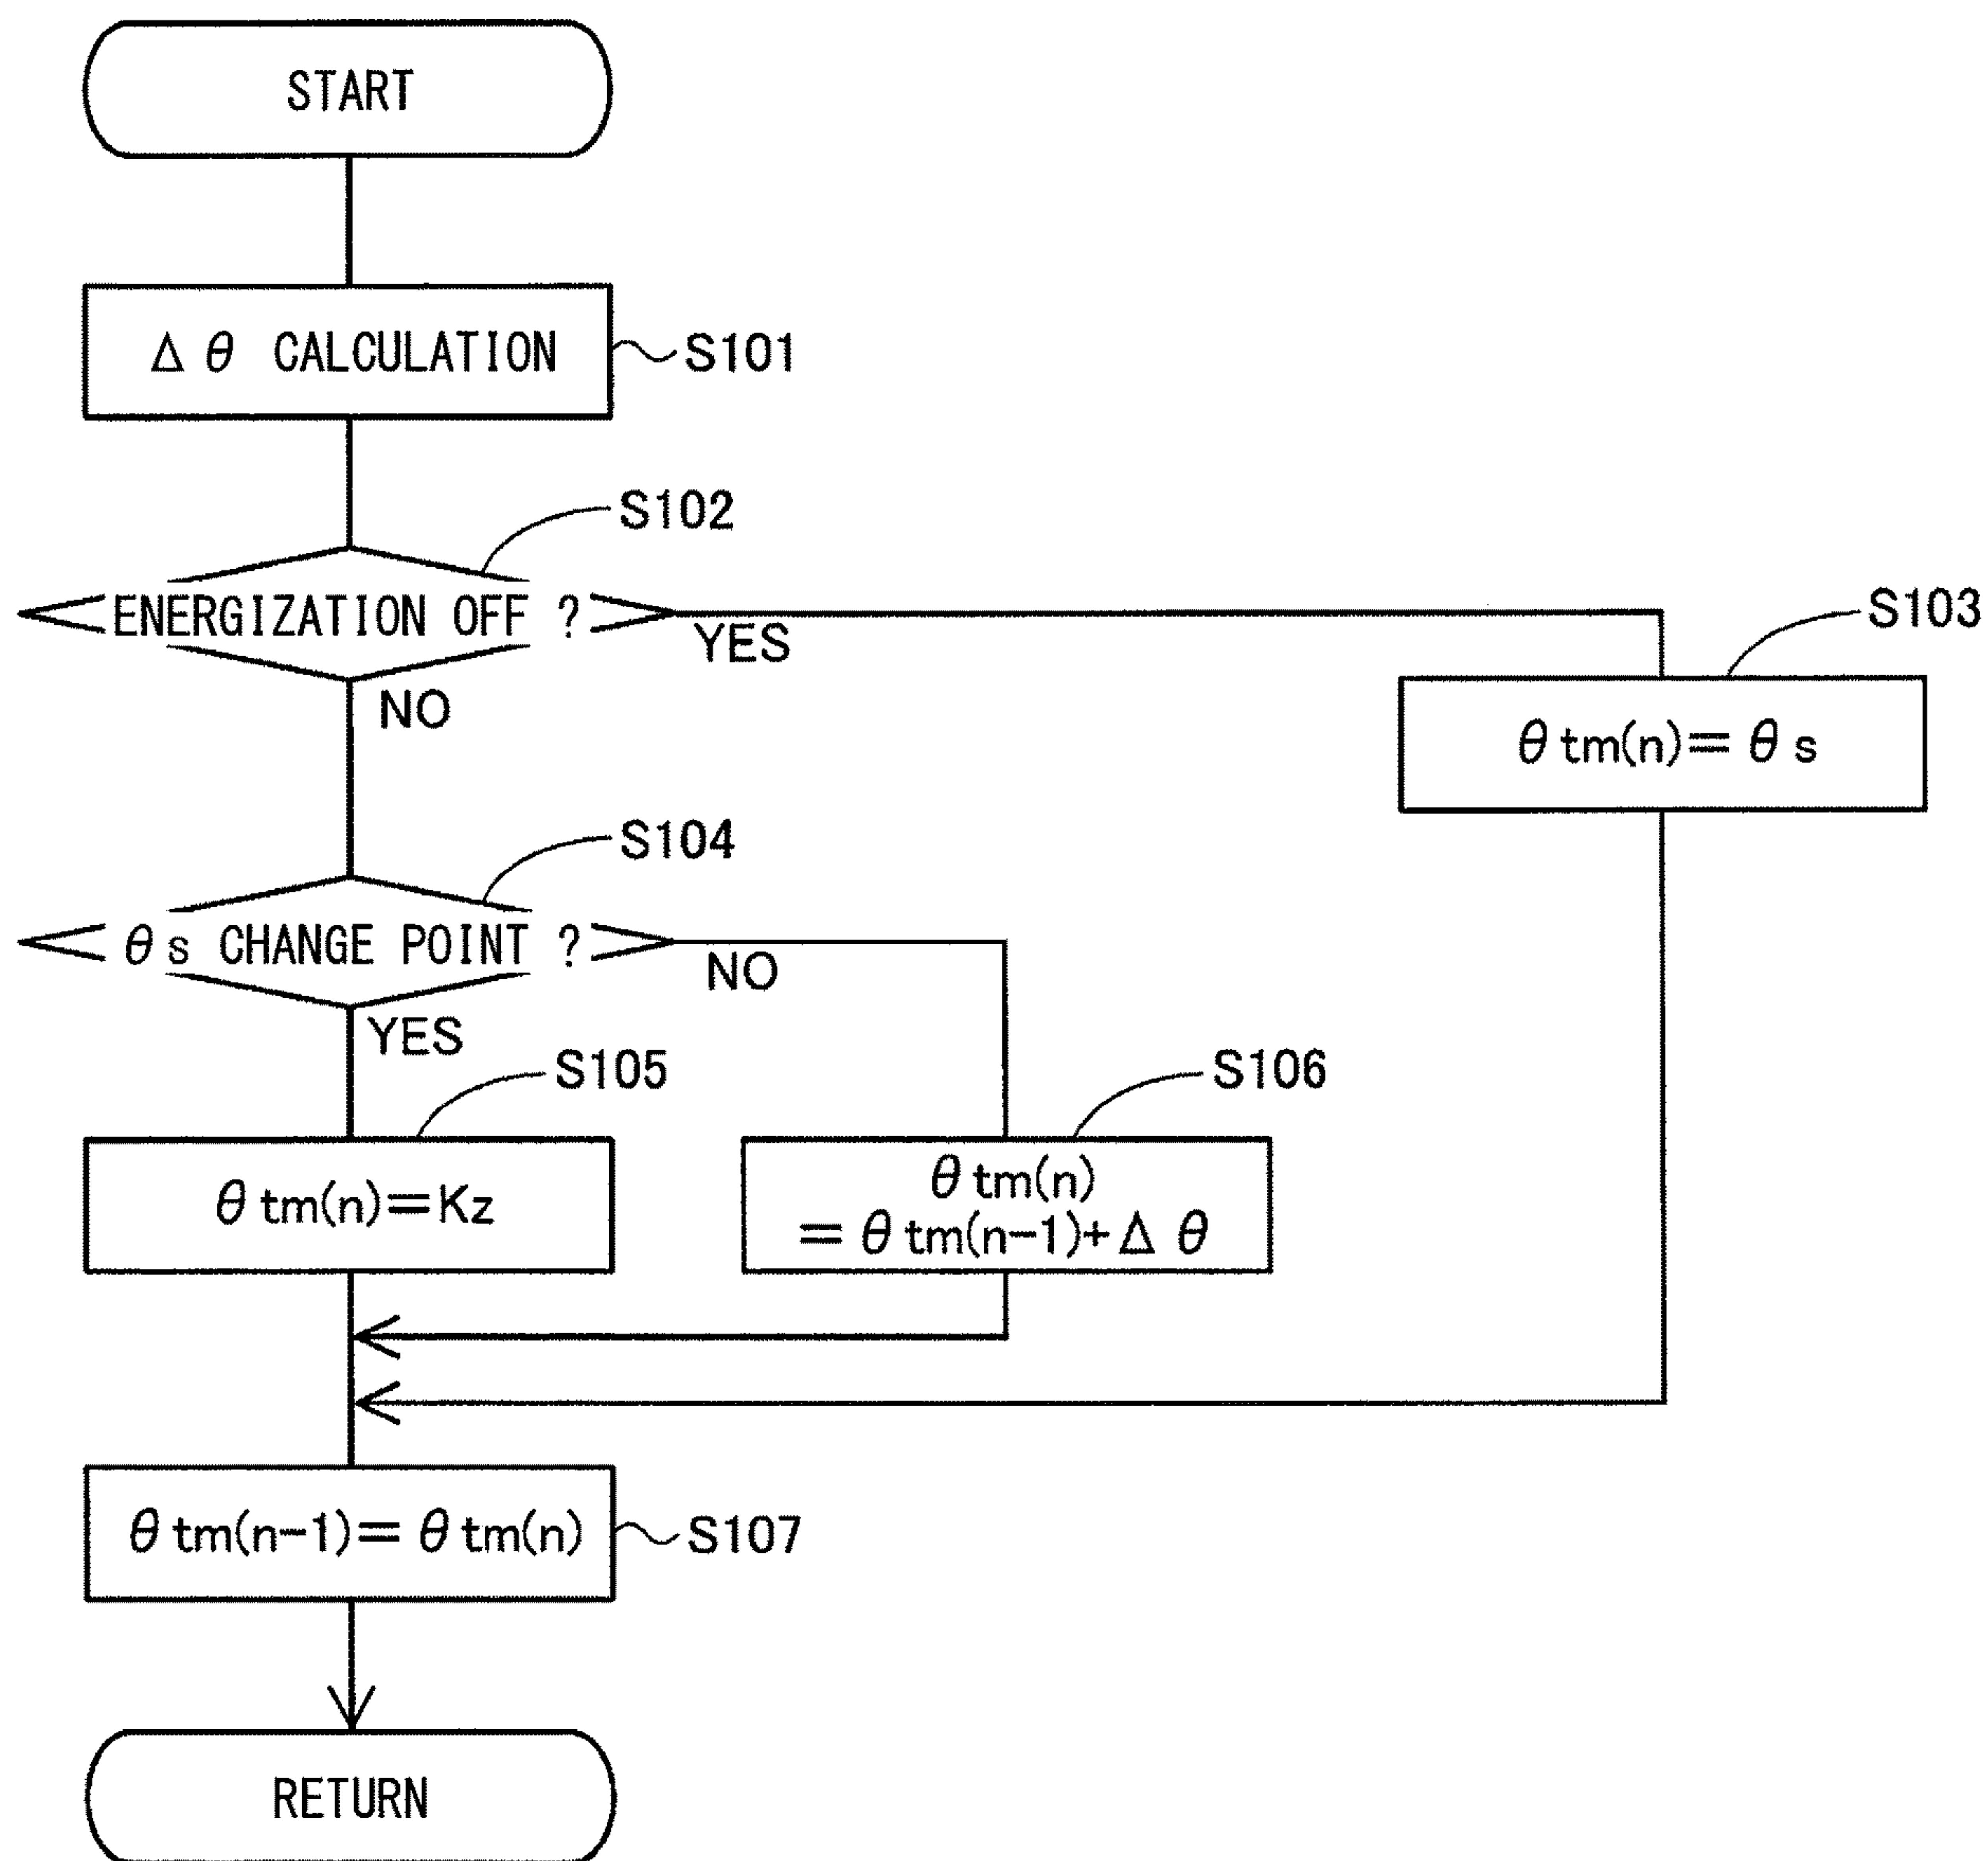 START
Δθ CALCULATION
S101
S102
ENERGIZATION OFF ?
YES
NO
S103
θtm(n)=θs
S104
θs CHANGE POINT ?
NO
YES
S105
θtm(n)=Kz
S106
θtm(n)
=θtm(n-1)+Δθ
θtm(n-1)=θtm(n)
S107
RETURN